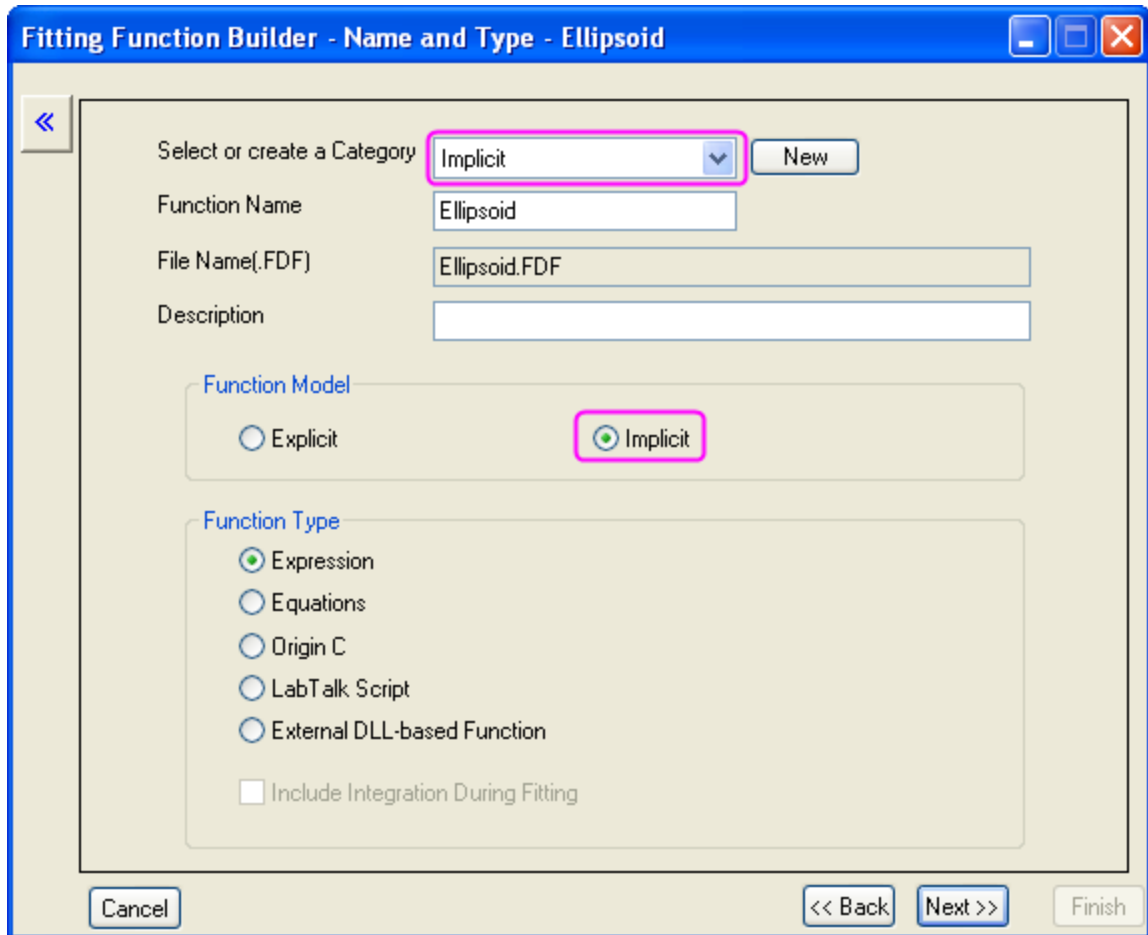 Fitting Function Builder - Name and Type - Ellipsoid
«
Select or create a Category Implicit New
Function Name Ellipsoid
File Name(.FDF) Ellipsoid.FDF
Description
Function Model
Explicit Implicit
Function Type
Expression
Equations
Origin C
LabTalk Script
External DLL-based Function
Include Integration During Fitting
Cancel << Back Next >> Finish